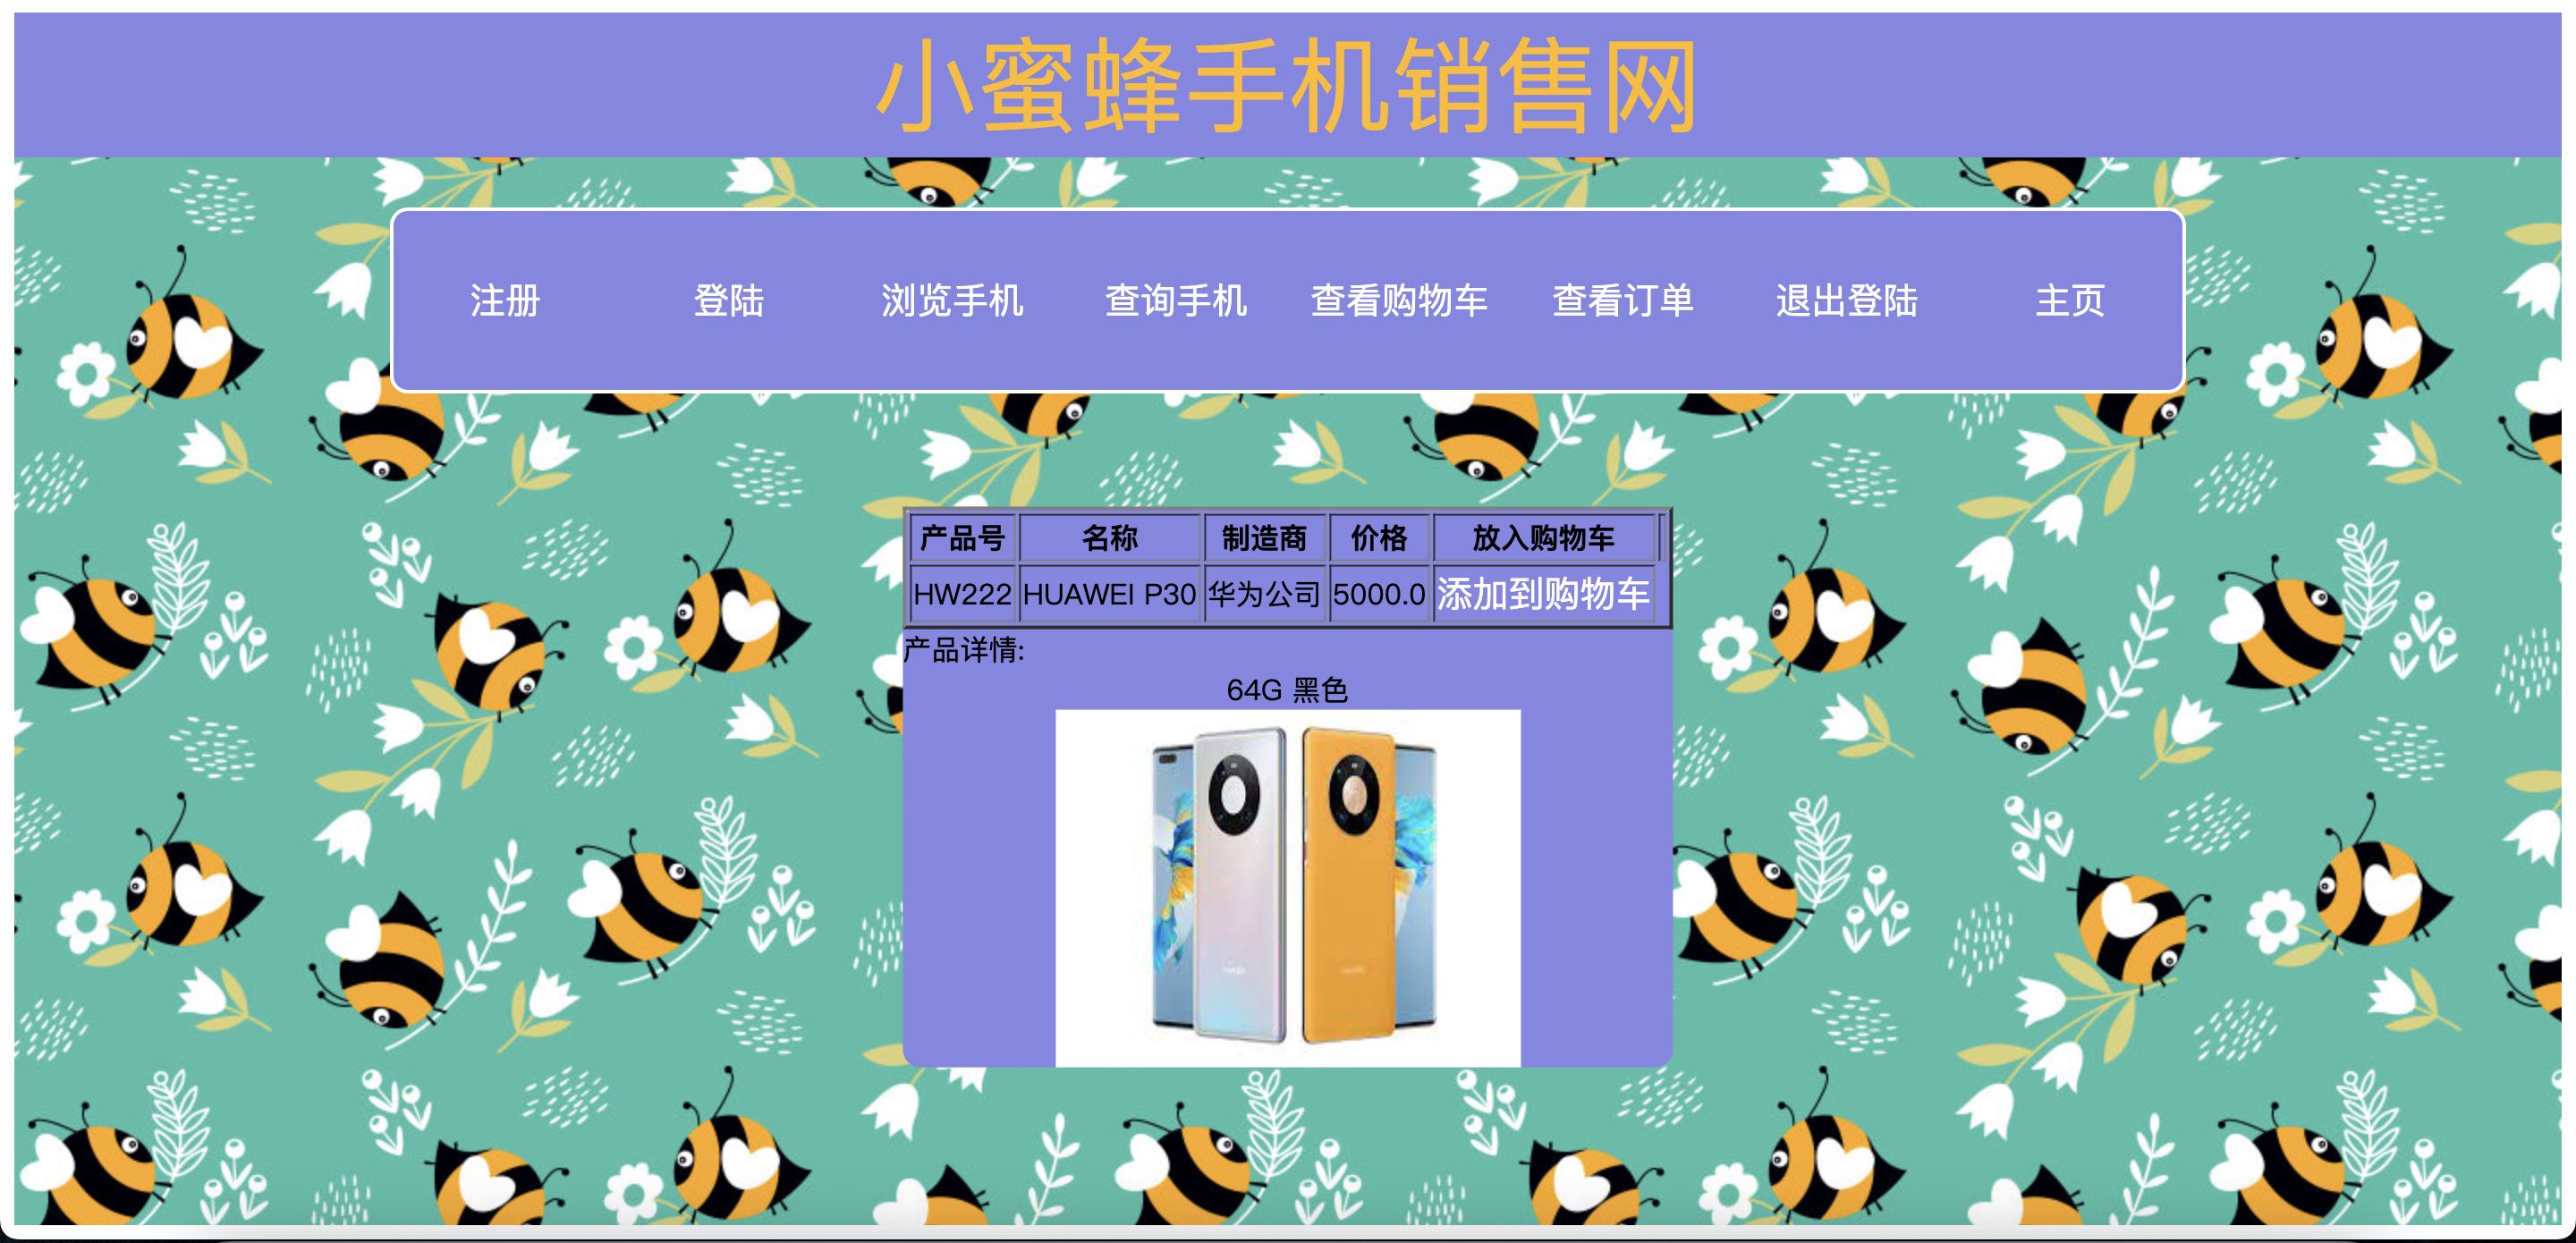 小蜜蜂手机销售网
注册 登陆 浏览手机 查询手机 查看购物车 查看订单 退出登陆 主页
产品号 名称 制造商 价格 放入购物车
HW222 HUAWEI P30 华为公司 5000.0 添加到购物车
产品详情:
64G 黑色